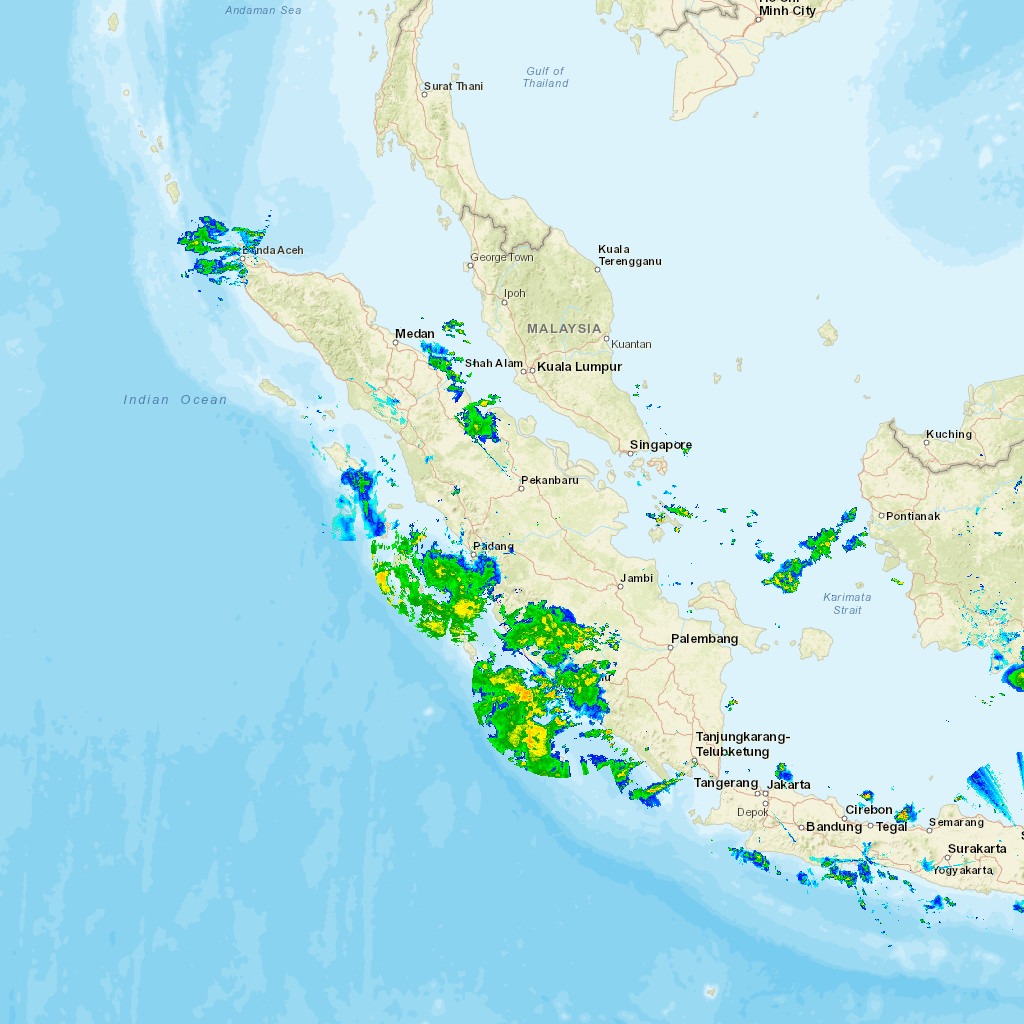 Andaman Sea
Minh City
Gulf of
Thailand
Surat Thani
Banda Aceh
George Town
Kuala
Terengganu
Ipoh
MALAYSIA
Medan
Kuantan
Shah Alam
Kuala Lumpur
Indian Ocean
Singapore
Kuching
Pekanbaru
Pontianak
Padang
Jambi
Karimata
Strait
Palembang
Tanjungkarang-
Telubketung
Tangerang
Jakarta
Depok
Cirebon
Bandung
Tegal
Semarang
Surakarta
Yogyakarta